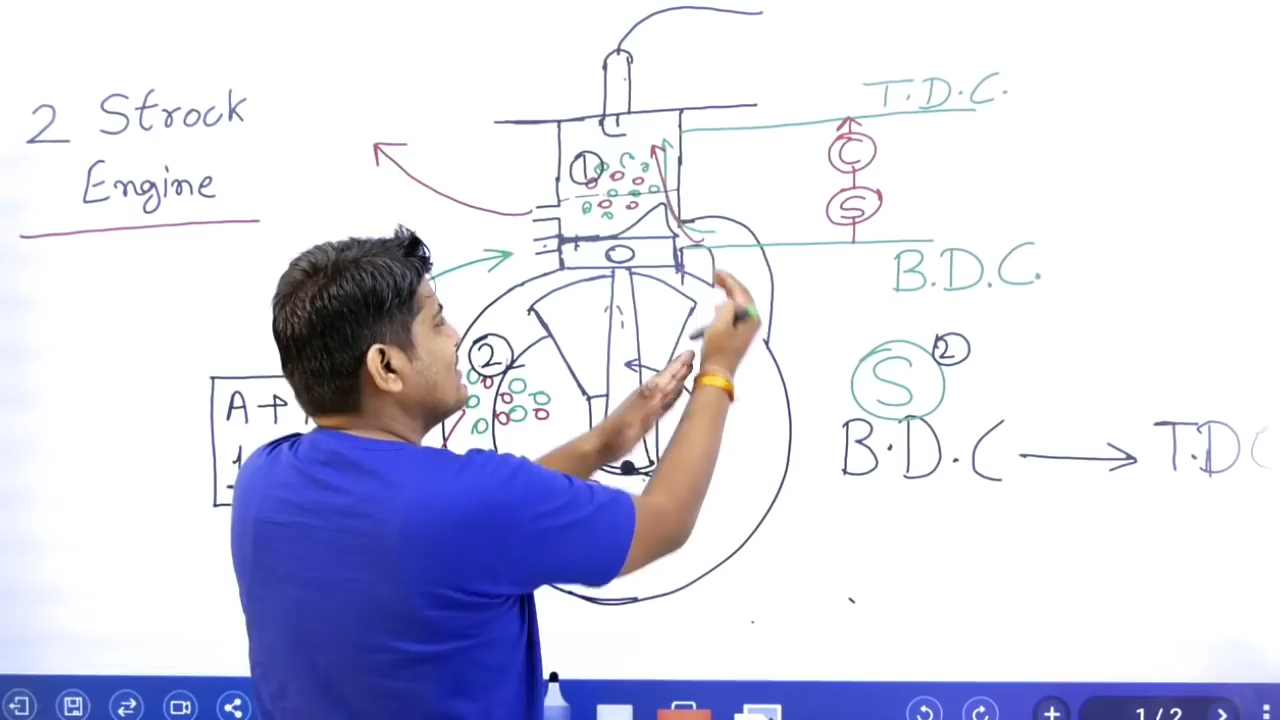 2 Strock
Engine
T.D.C.
C
S
B.D.C.
1
2
A +
S 2
B.D.C → T.D.C
1 / 2